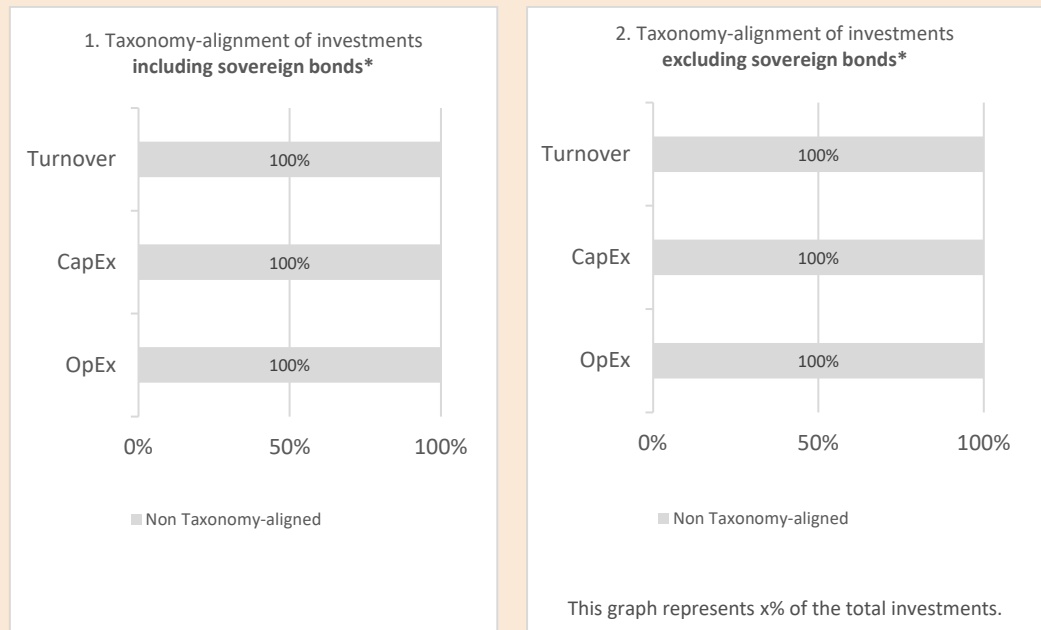 1. Taxonomy-alignment of investments
including sovereign bonds*
Turnover
100%
CapEx
100%
OpEx
100%
0%
50%
100%
Non Taxonomy-aligned
2. Taxonomy-alignment of investments
excluding sovereign bonds*
Turnover
100%
CapEx
100%
OpEx
100%
0%
50%
100%
Non Taxonomy-aligned
This graph represents x% of the total investments.